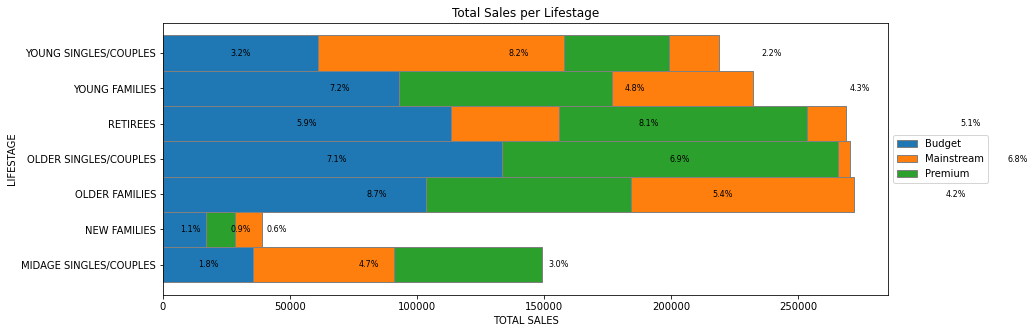 Total Sales per Lifestage
LIFESTAGE
YOUNG SINGLES/COUPLES 3.2% 8.2% 2.2%
YOUNG FAMILIES 7.2% 4.8% 4.3%
RETIREES 5.9% 8.1% 5.1%
Budget
Mainstream
Premium
OLDER SINGLES/COUPLES 7.1% 6.9% 6.8%
OLDER FAMILIES 8.7% 5.4% 4.2%
NEW FAMILIES 1.1% 0.9% 0.6%
MIDAGE SINGLES/COUPLES 1.8% 4.7% 3.0%
0 50000 100000 150000 200000 250000
TOTAL SALES